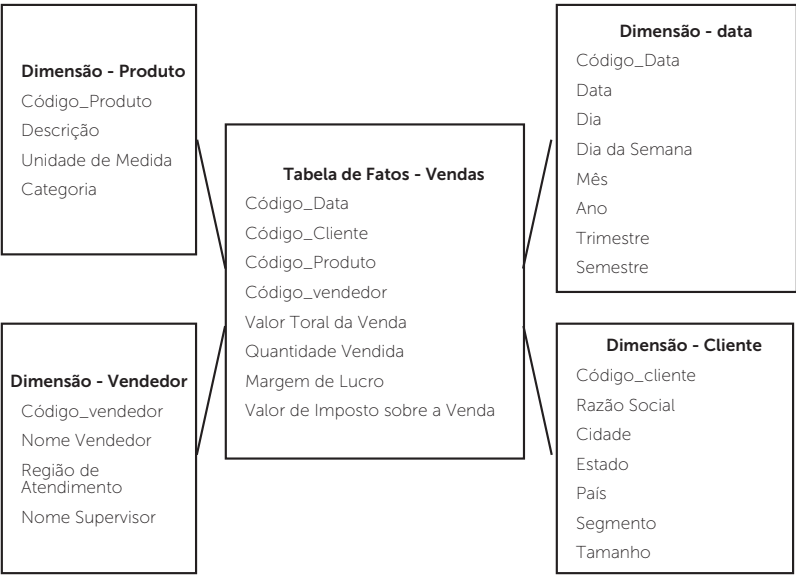 Dimensão - Produto
Código_Produto
Descrição
Unidade de Medida
Categoria
Tabela de Fatos - Vendas
Código_Data
Código_Cliente
Código_Produto
Código_vendedor
Valor Toral da Venda
Quantidade Vendida
Margem de Lucro
Valor de Imposto sobre a Venda
Dimensão - data
Código_Data
Data
Dia
Dia da Semana
Mês
Ano
Trimestre
Semestre
Dimensão - Vendedor
Código_vendedor
Nome Vendedor
Região de
Atendimento
Nome Supervisor
Dimensão - Cliente
Código_cliente
Razão Social
Cidade
Estado
País
Segmento
Tamanho